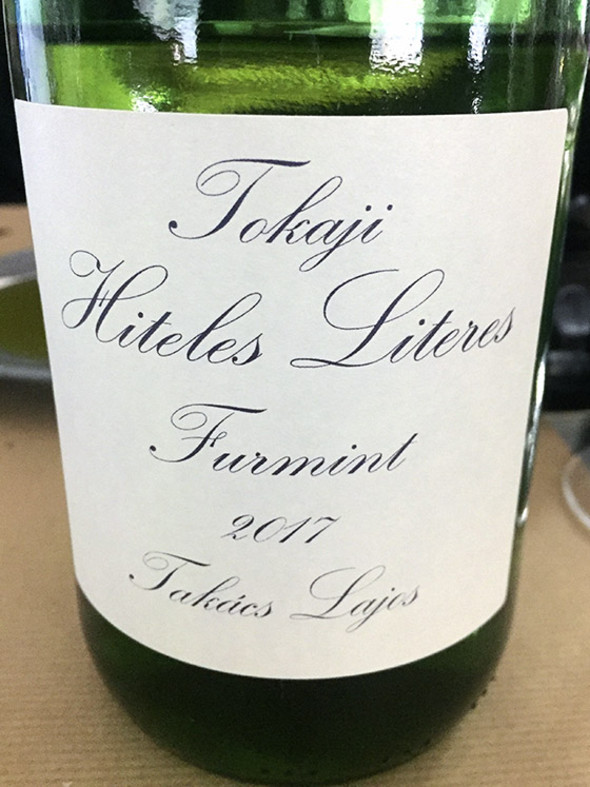 Tokaji
Hiteles Literes
Furmint
2017
Takács Lajos